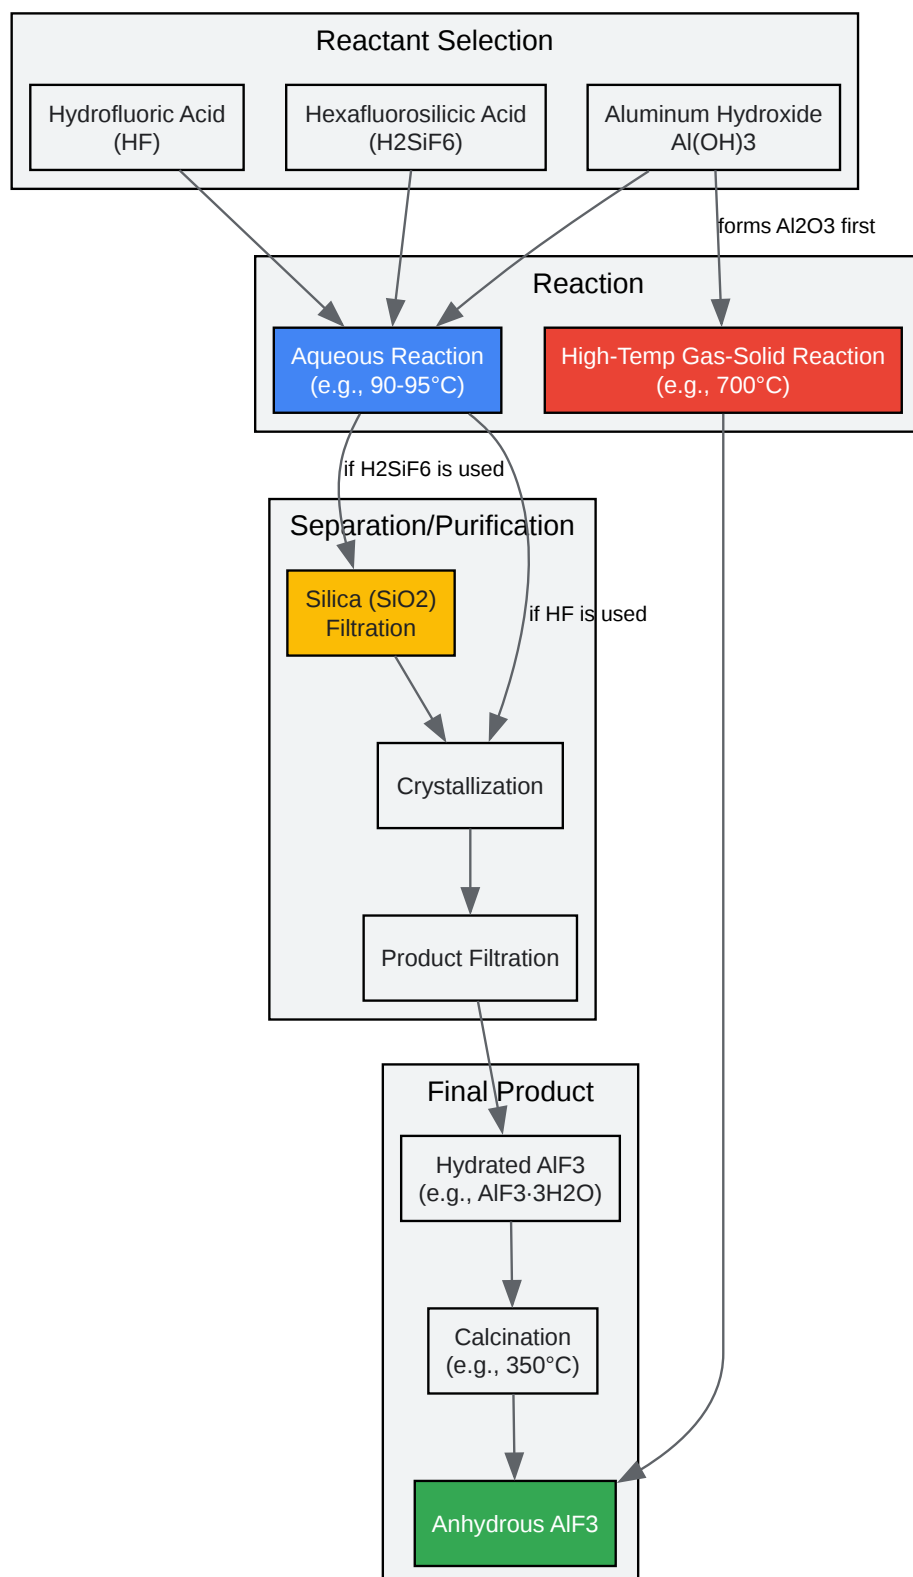 Reactant Selection
Hydrofluoric Acid
(HF)
Hexafluorosilicic Acid
(H2SiF6)
Aluminum Hydroxide
Al(OH)3
forms Al2O3 first
Reaction
Aqueous Reaction
(e.g., 90-95°C)
High-Temp Gas-Solid Reaction
(e.g., 700°C)
if H2SiF6 is used
Separation/Purification
Silica (SiO2)
Filtration
if HF is used
Crystallization
Product Filtration
Final Product
Hydrated AlF3
(e.g., AlF3·3H2O)
Calcination
(e.g., 350°C)
Anhydrous AlF3